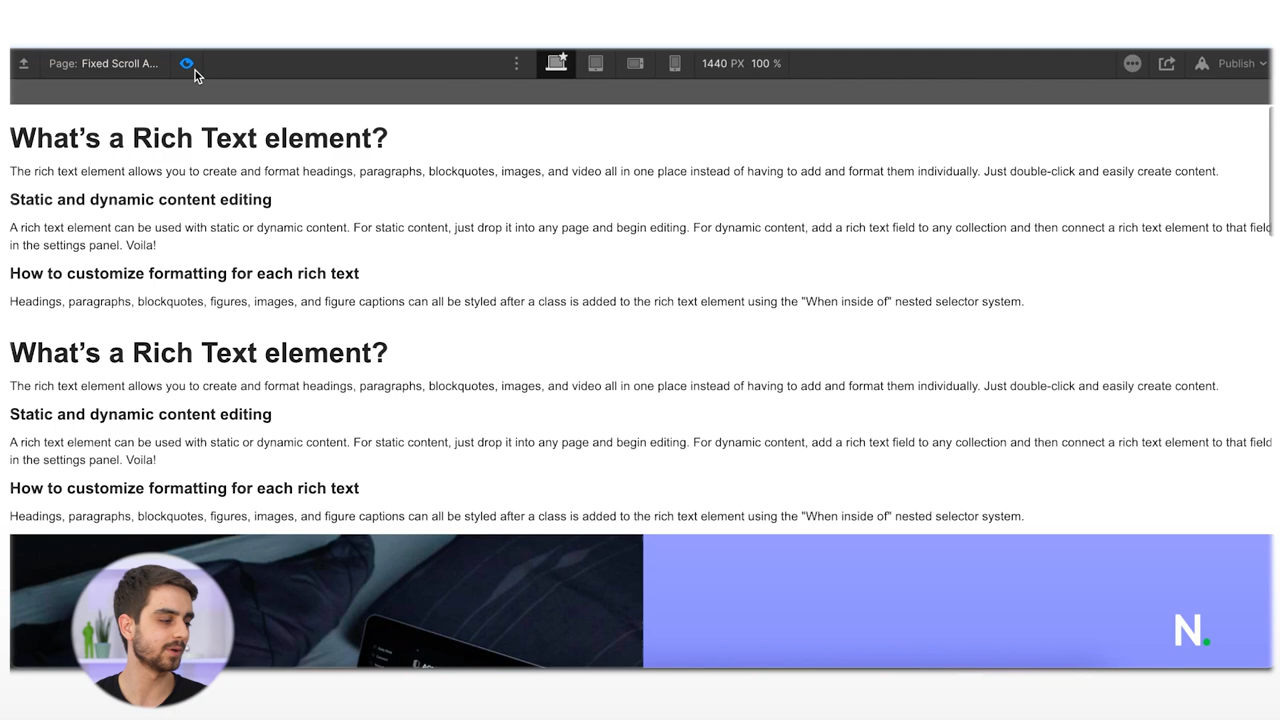 Page: Fixed Scroll A...
1440 PX 100 %
Publish
What's a Rich Text element?
The rich text element allows you to create and format headings, paragraphs, blockquotes, images, and video all in one place instead of having to add and format them individually. Just double-click and easily create content.
Static and dynamic content editing
A rich text element can be used with static or dynamic content. For static content, just drop it into any page and begin editing. For dynamic content, add a rich text field to any collection and then connect a rich text element to that field
in the settings panel. Voila!
How to customize formatting for each rich text
Headings, paragraphs, blockquotes, figures, images, and figure captions can all be styled after a class is added to the rich text element using the "When inside of" nested selector system.
What's a Rich Text element?
The rich text element allows you to create and format headings, paragraphs, blockquotes, images, and video all in one place instead of having to add and format them individually. Just double-click and easily create content.
Static and dynamic content editing
A rich text element can be used with static or dynamic content. For static content, just drop it into any page and begin editing. For dynamic content, add a rich text field to any collection and then connect a rich text element to that field
in the settings panel. Voila!
How to customize formatting for each rich text
Headings, paragraphs, blockquotes, figures, images, and figure captions can all be styled after a class is added to the rich text element using the "When inside of" nested selector system.
N.